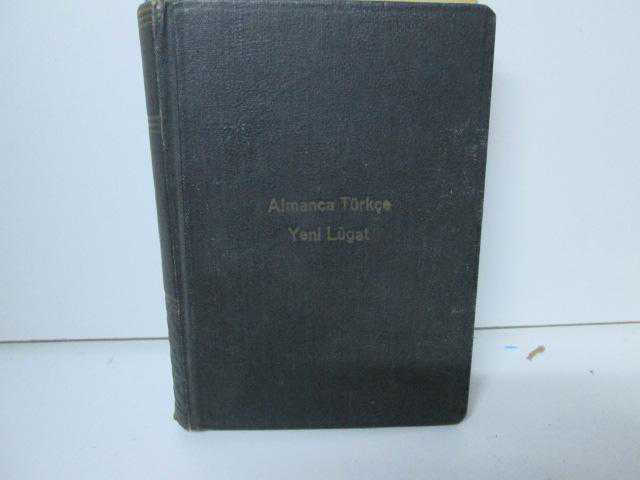 Almanca Türkçe
Yeni Lûgat